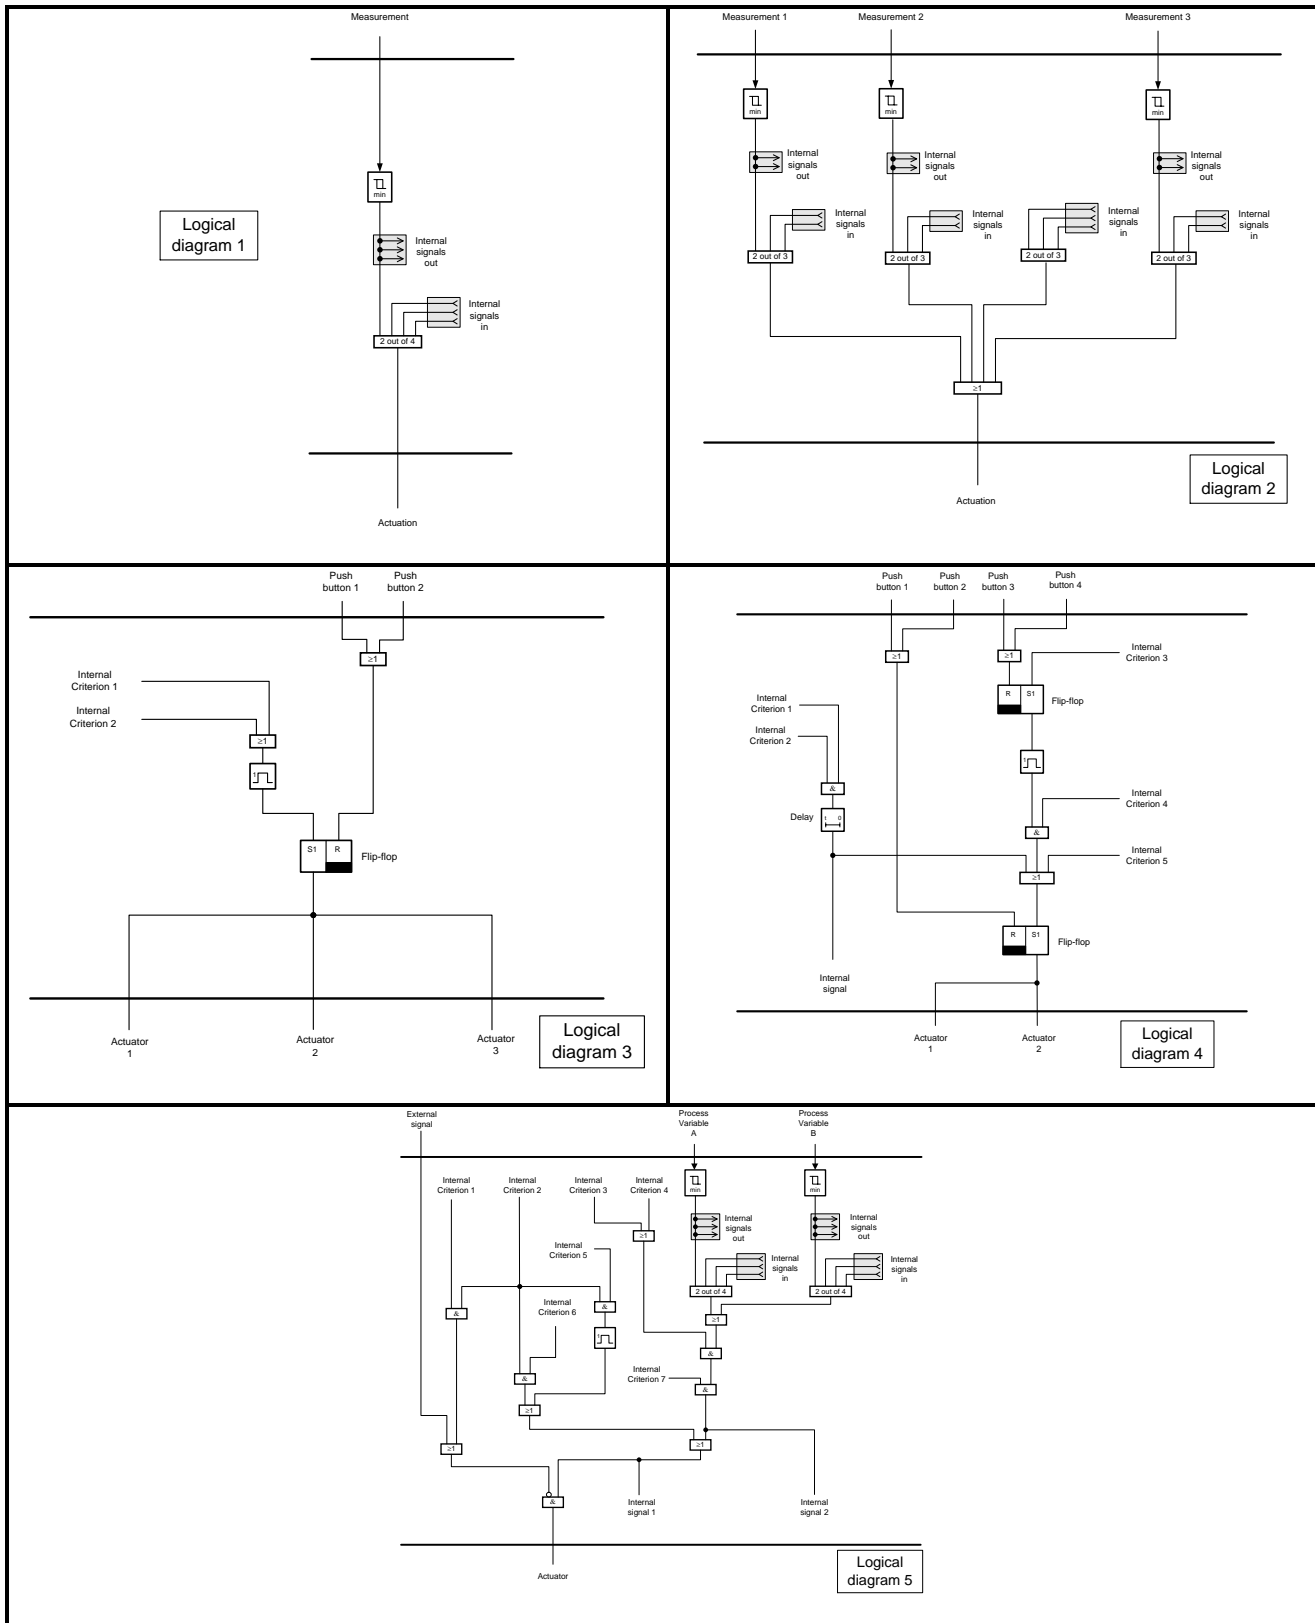 Measurement
min
Logical
diagram 1
Internal
signals
out
Internal
signals
in
2 out of 4
Actuation
Measurement 1
Measurement 2
Measurement 3
min
min
min
Internal
signals
out
Internal
signals
out
Internal
signals
out
Internal
signals
in
Internal
signals
in
Internal
signals
in
Internal
signals
in
2 out of 3
2 out of 3
2 out of 3
2 out of 3
≥1
Logical
diagram 2
Actuation
Push
button 1
Push
button 2
≥1
Internal
Criterion 1
Internal
Criterion 2
≥1
1
S1
R
Flip-flop
Actuator
1
Actuator
2
Actuator
3
Logical
diagram 3
Push
button 1
Push
button 2
Push
button 3
Push
button 4
≥1
≥1
Internal
Criterion 3
R
S1
Flip-flop
Internal
Criterion 1
Internal
Criterion 2
1
&
Internal
Criterion 4
Delay
t 0
&
Internal
Criterion 5
≥1
R
S1
Flip-flop
Internal
signal
Actuator
1
Actuator
2
Logical
diagram 4
External
signal
Process
Variable
A
Process
Variable
B
Internal
Criterion 1
Internal
Criterion 2
Internal
Criterion 3
Internal
Criterion 4
min
min
Internal
signals
out
Internal
signals
out
≥1
Internal
Criterion 5
Internal
signals
in
Internal
signals
in
2 out of 4
2 out of 4
&
Internal
Criterion 6
&
≥1
1
&
Internal
Criterion 7
&
&
≥1
≥1
≥1
&
Internal
signal 1
Internal
signal 2
Actuator
Logical
diagram 5